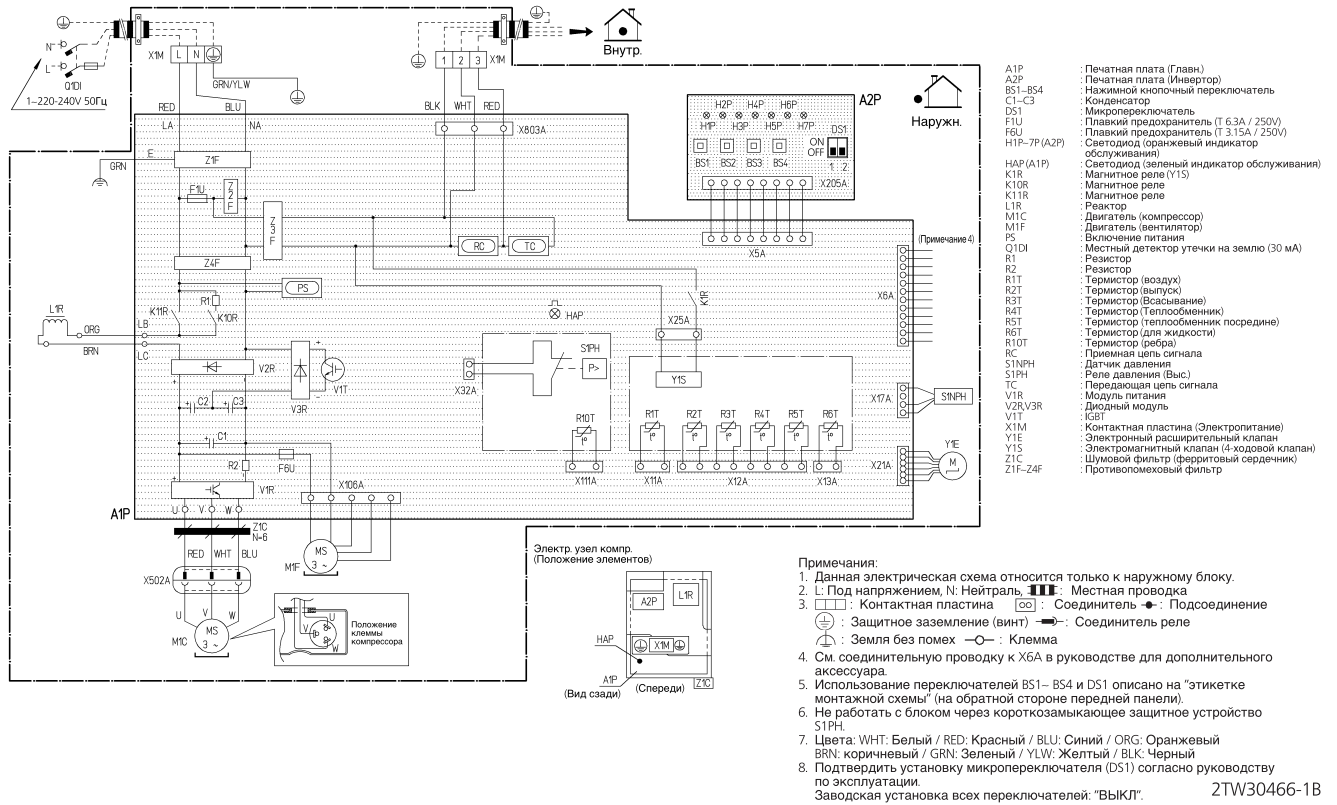 N
L
Q1DI
1~220-240V 50Гц
X1M
L N
GRN/YLW
RED
BLU
LA
NA
1 2 3
X1M
BLK
WHT
RED
X803A
Внутр.
Наружн.
A2P
H2P H4P H6P
H1P H3P H5P H7P
DS1
ON
OFF
1 2
BS1 BS2 BS3 BS4
X205A
X5A
(Примечание 4)
X6A
E
GRN
Z1F
F1U
Z2F
Z3F
RC
TC
Z4F
PS
R1
K11R
K10R
L1R
ORG
BRN
LB
LC
HAP
K1R
X25A
Y1S
S1PH
P>
X32A
V2R
V3R
V1T
C2
C3
C1
R2
F6U
V1R
R10T
X111A
R1T R2T R3T R4T R5T R6T
X11A
X12A
X13A
X17A
S1NPH
X21A
Y1E
M
A1P
U V W
Z1C
N=6
RED WHT BLU
X502A
U V W
MS
3 ~
M1C
X106A
MS
3 ~
M1F
U
V
W
Положение
клеммы
компрессора
Электр. узел компр.
(Положение элементов)
A2P
L1R
HAP
X1M
A1P
(Вид сзади)
(Спереди)
Z1C
A1P : Печатная плата (Главн.)
A2P : Печатная плата (Инвертор)
BS1~BS4 : Нажимной кнопочный переключатель
C1~C3 : Конденсатор
DS1 : Микропереключатель
F1U : Плавкий предохранитель (T 6.3A / 250V)
F6U : Плавкий предохранитель (T 3.15A / 250V)
H1P~7P (A2P) : Светодиод (оранжевый индикатор
обслуживания)
HAP (A1P) : Светодиод (зеленый индикатор обслуживания)
K1R : Магнитное реле (Y1S)
K10R : Магнитное реле
K11R : Магнитное реле
L1R : Реактор
M1C : Двигатель (компрессор)
M1F : Двигатель (вентилятор)
PS : Включение питания
Q1DI : Местный детектор утечки на землю (30 мА)
R1 : Резистор
R2 : Резистор
R1T : Термистор (воздух)
R2T : Термистор (выпуск)
R3T : Термистор (Всасывание)
R4T : Термистор (Теплообменник)
R5T : Термистор (теплообменник посредине)
R6T : Термистор (для жидкости)
R10T : Термистор (ребра)
RC : Приемная цепь сигнала
S1NPH : Датчик давления
S1PH : Реле давления (Выс.)
TC : Передающая цепь сигнала
V1R : Модуль питания
V2R,V3R : Диодный модуль
V1T : IGBT
X1M : Контактная пластина (Электропитание)
Y1E : Электронный расширительный клапан
Y1S : Электромагнитный клапан (4-ходовой клапан)
Z1C : Шумовой фильтр (ферритовый сердечник)
Z1F~Z4F : Противопомеховый фильтр
Примечания:
1. Данная электрическая схема относится только к наружному блоку.
2. L: Под напряжением, N: Нейтраль, : Местная проводка
3. : Контактная пластина : Соединитель : Подсоединение
: Защитное заземление (винт) : Соединитель реле
: Земля без помех : Клемма
4. См. соединительную проводку к X6A в руководстве для дополнительного
аксессуара.
5. Использование переключателей BS1~ BS4 и DS1 описано на "этикетке
монтажной схемы" (на обратной стороне передней панели).
6. Не работать с блоком через короткозамыкающее защитное устройство
S1PH.
7. Цвета: WHT: Белый / RED: Красный / BLU: Синий / ORG: Оранжевый
BRN: коричневый / GRN: Зеленый / YLW: Желтый / BLK: Черный
8. Подтвердить установку микропереключателя (DS1) согласно руководству
по эксплуатации.
Заводская установка всех переключателей: "ВЫКЛ".
2TW30466-1B